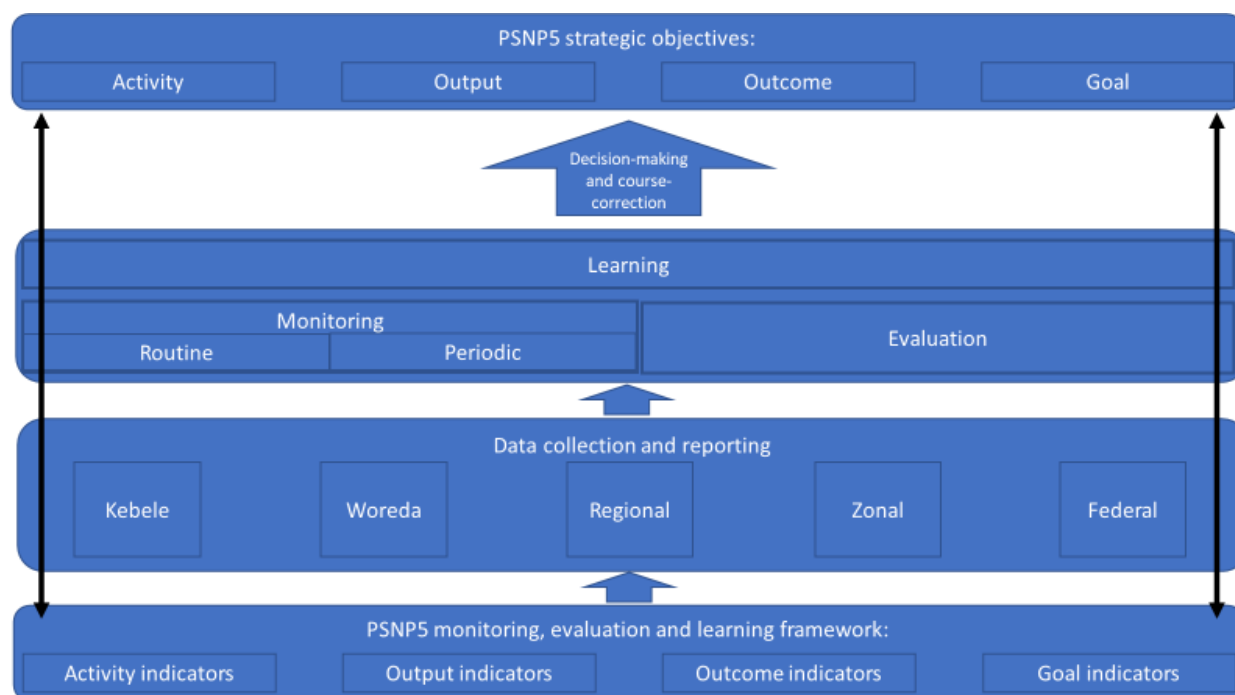 PSNP5 strategic objectives:
Activity
Output
Outcome
Goal
Decision-making
and course-
correction
Learning
Monitoring
Routine
Periodic
Evaluation
Data collection and reporting
Kebele
Woreda
Regional
Zonal
Federal
PSNP5 monitoring, evaluation and learning framework:
Activity indicators
Output indicators
Outcome indicators
Goal indicators